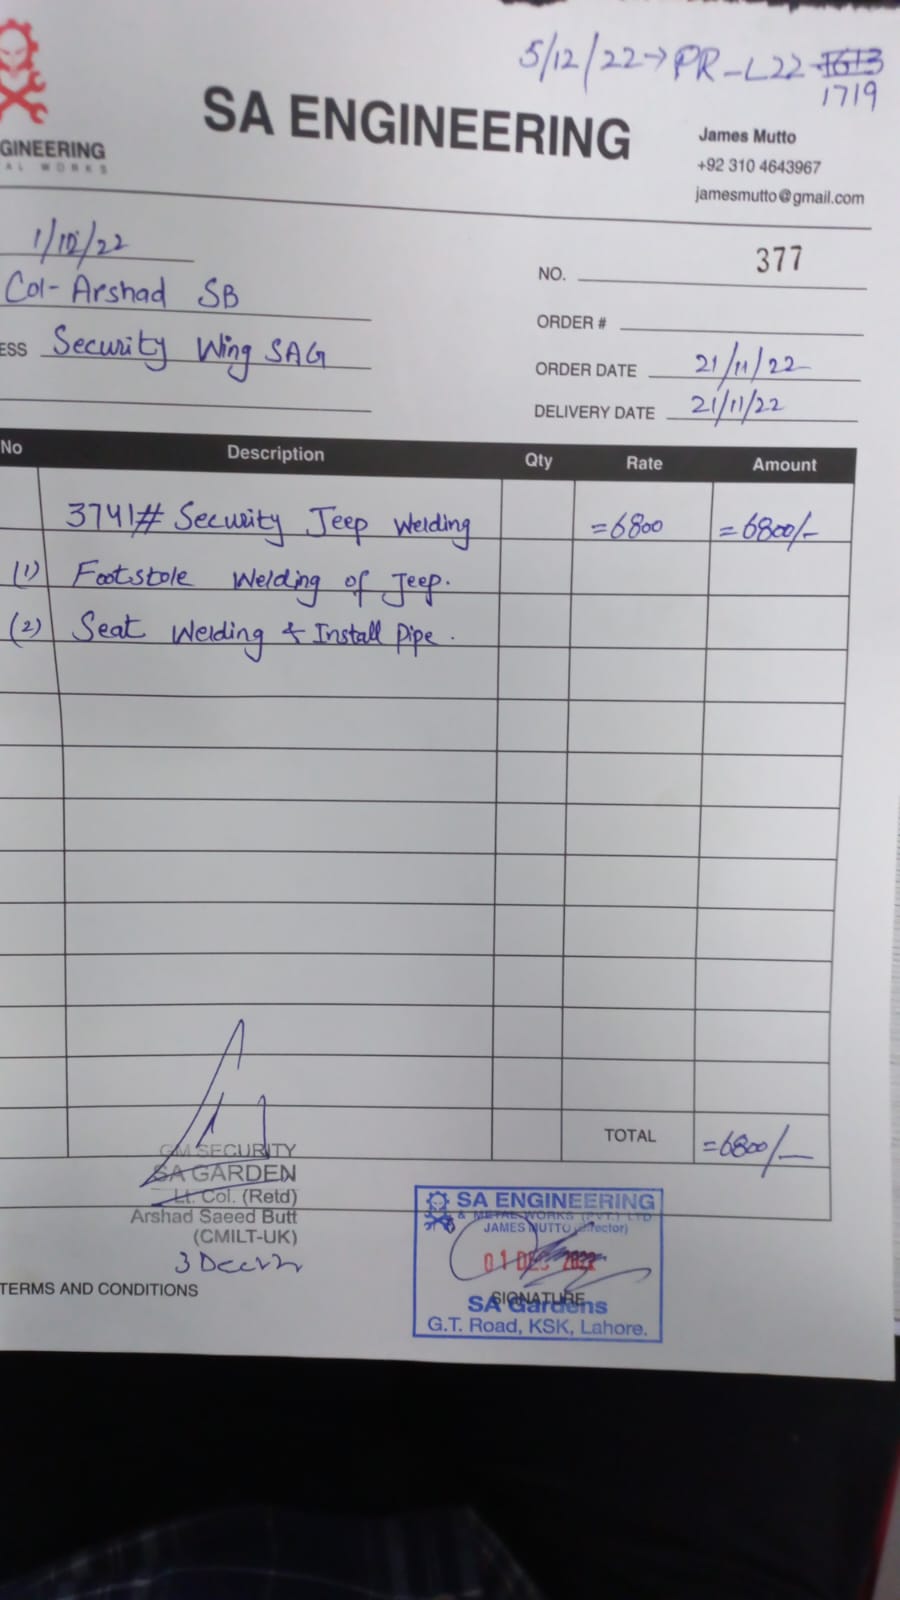 5/12/22→PR-L22-1613
1719
SA ENGINEERING
GINEERING
AL WORKS
James Mutto
+92 310 4643967
jamesmutto@gmail.com
1/12/22
NO. 377
Col-Arshad SB
ORDER #
ESS Security Wing SAG
ORDER DATE 21/11/22
DELIVERY DATE 21/11/22
No Description Qty Rate Amount
3741# Security Jeep Welding =6800 =6800/-
(1) Footstole Welding of Jeep.
(2) Seat Welding & Install Pipe.
TOTAL =6800/-
GM SECURITY
SA GARDEN
Lt. Col. (Retd)
Arshad Saeed Butt
(CMILT-UK)
3 Dec 22
SA ENGINEERING
& METAL WORKS (PVT.) LTD
JAMES MUTTO (Director)
01 DEC 2022
SIGNATURE
SA Gardens
G.T. Road, KSK, Lahore.
TERMS AND CONDITIONS